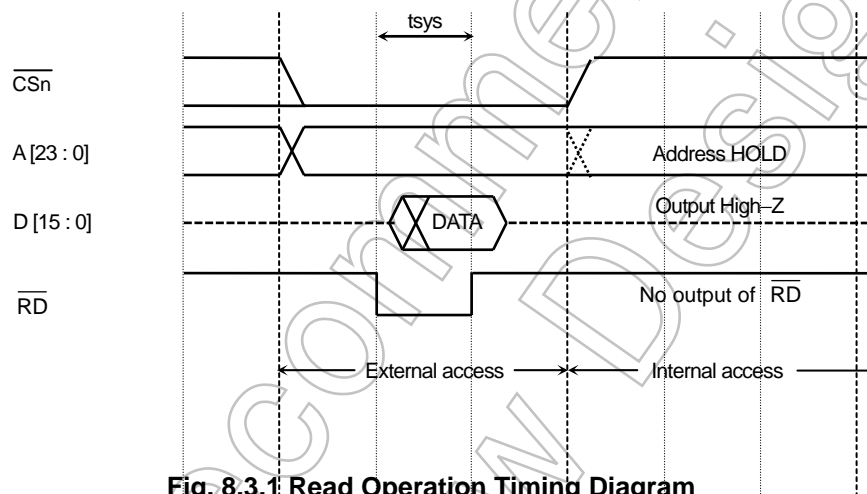 tsys
CSn
A [23 : 0]
Address HOLD
D [15 : 0]
DATA
Output High–Z
RD
No output of RD
External access
Internal access
Fig. 8.3.1 Read Operation Timing Diagram